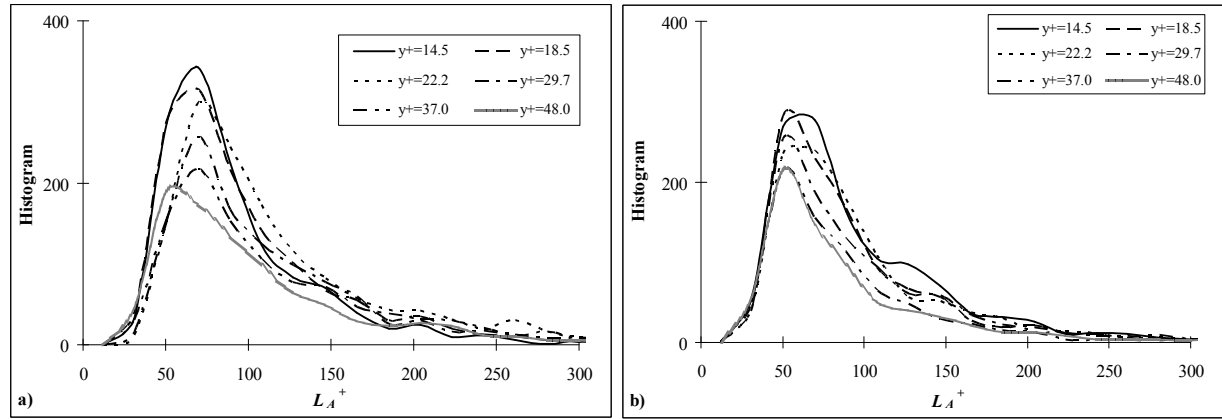 400
200
0
Histogram
y+=14.5 y+=18.5
y+=22.2 y+=29.7
y+=37.0 y+=48.0
0 50 100 150 200 250 300
a) L_A^+
400
200
0
Histogram
y+=14.5 y+=18.5
y+=22.2 y+=29.7
y+=37.0 y+=48.0
0 50 100 150 200 250 300
b) L_A^+